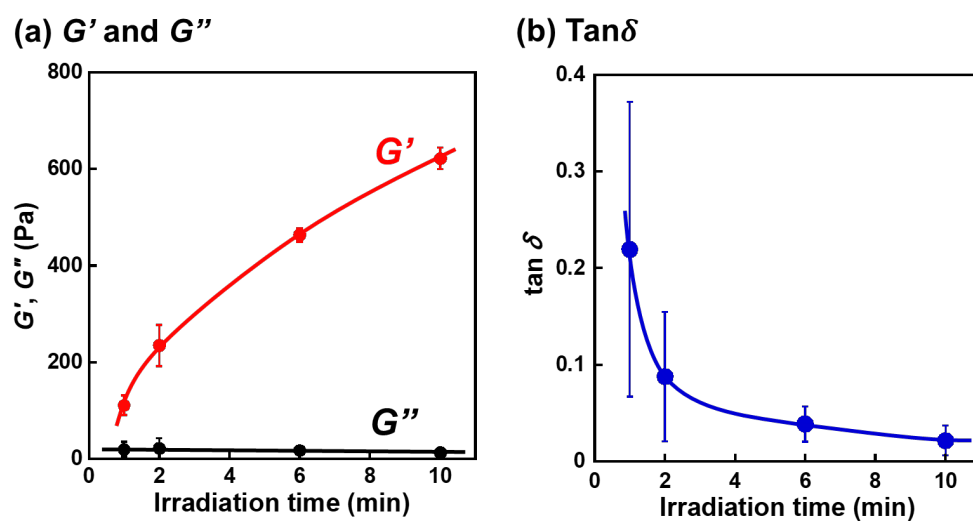 (a) G’ and G”
800
600
400
200
0
G', G" (Pa)
G’
G”
0 2 4 6 8 10
Irradiation time (min)
(b) Tanδ
0.4
0.3
0.2
0.1
0
tan δ
0 2 4 6 8 10
Irradiation time (min)